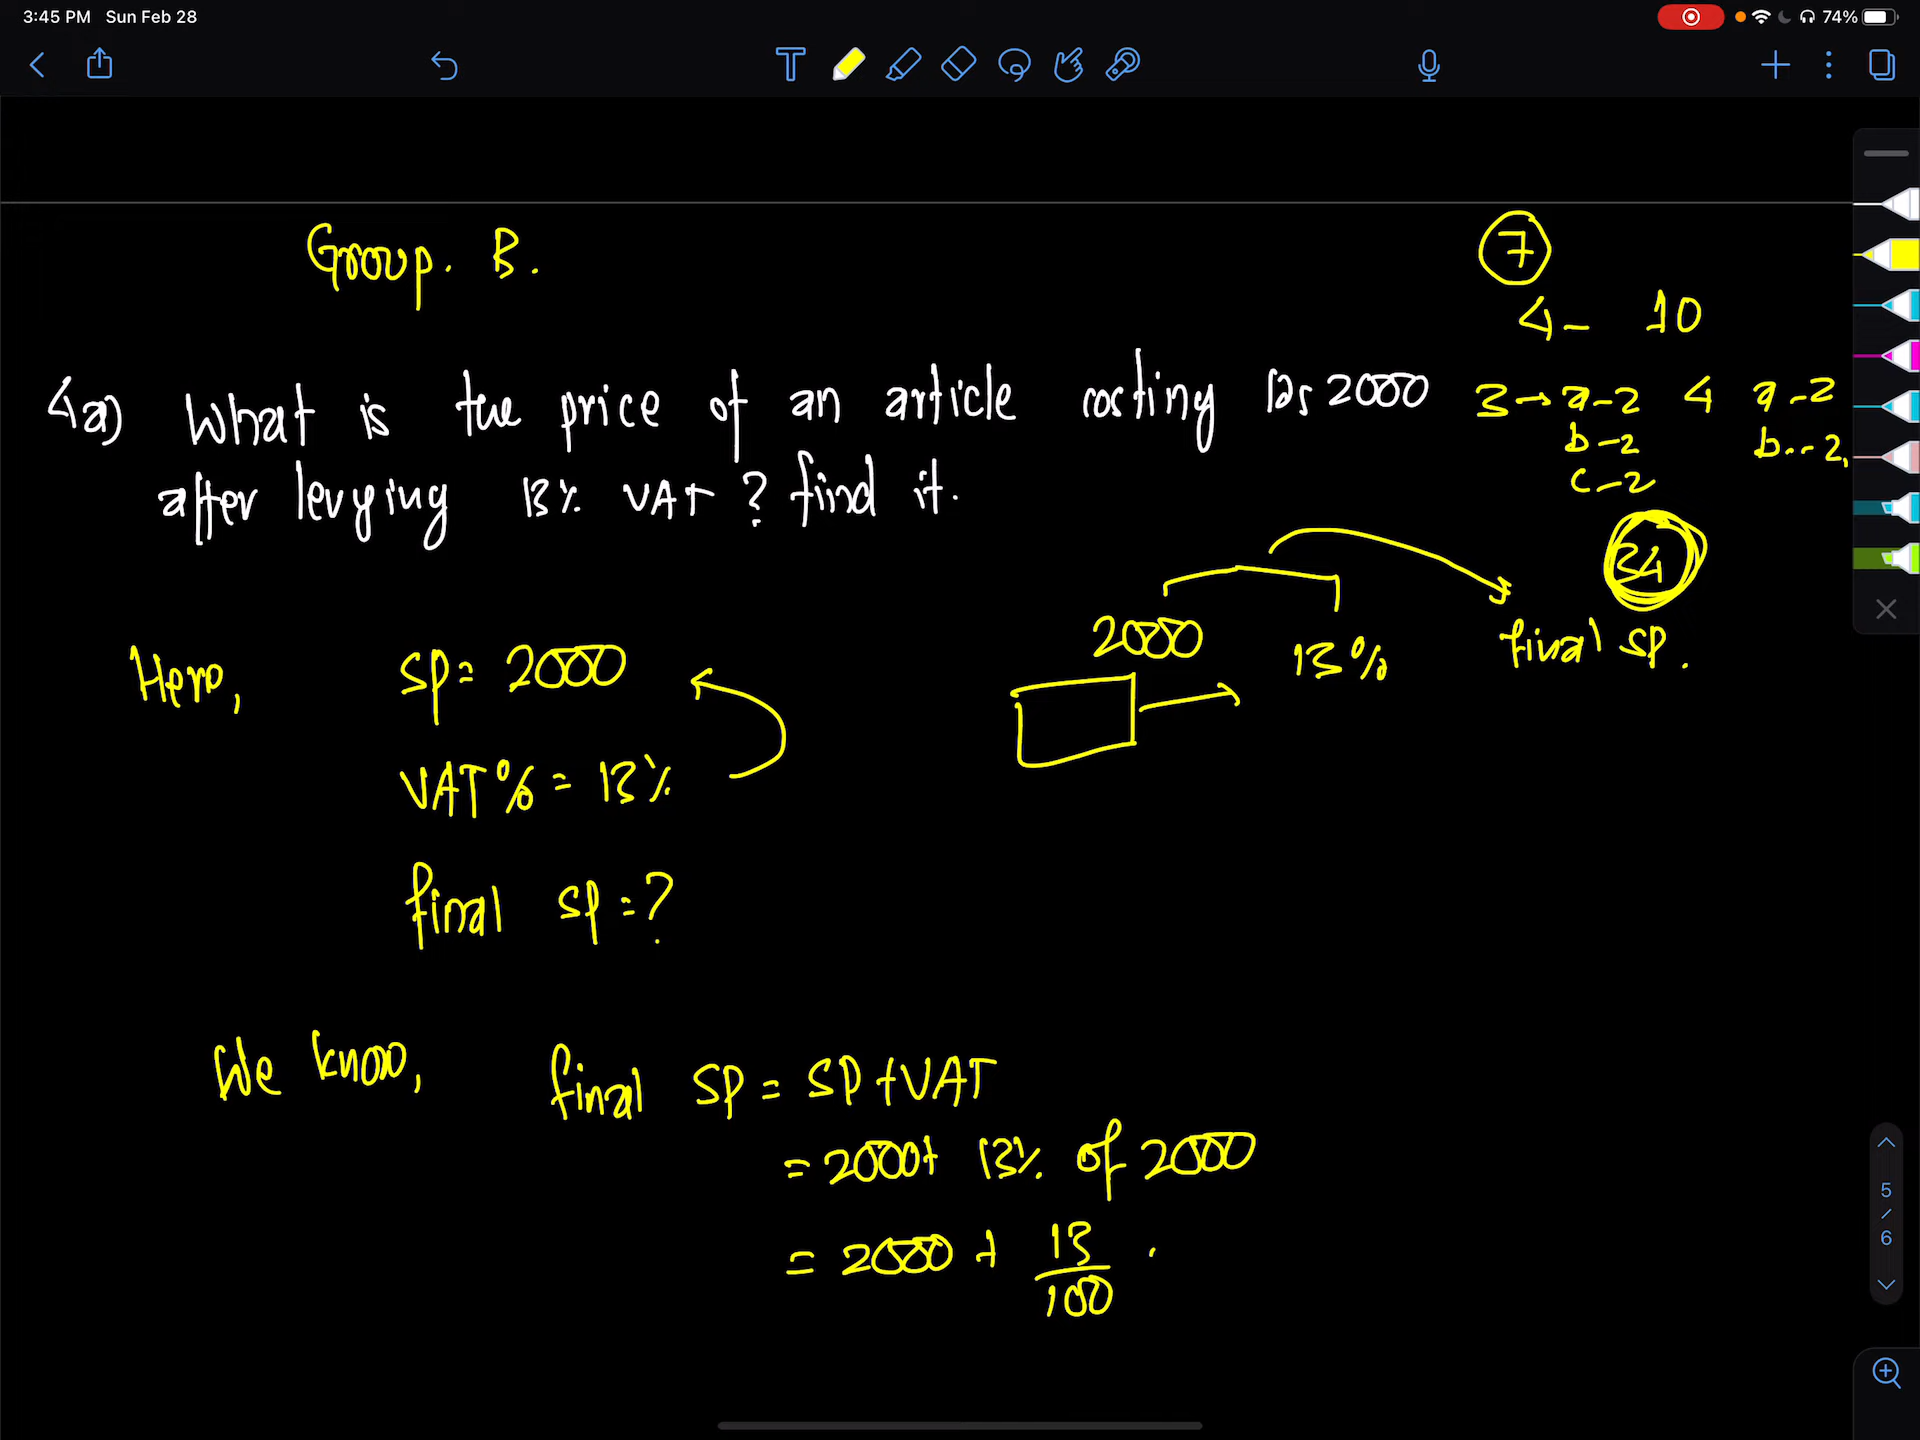 3:45 PM Sun Feb 28
74%
Group. B.
7
4 - 10
4a) What is the price of an article costing Rs 2000
after levying 13% VAT ? find it.
3 → a - 2 4 a - 2
b - 2 b - - 2
c - 2
34
2000
13%
final sp.
Here, sp = 2000
VAT% = 13%
final sp = ?
We know, final SP = SP + VAT
= 2000 + 13% of 2000
= 2000 + 13/100 .
5
/
6